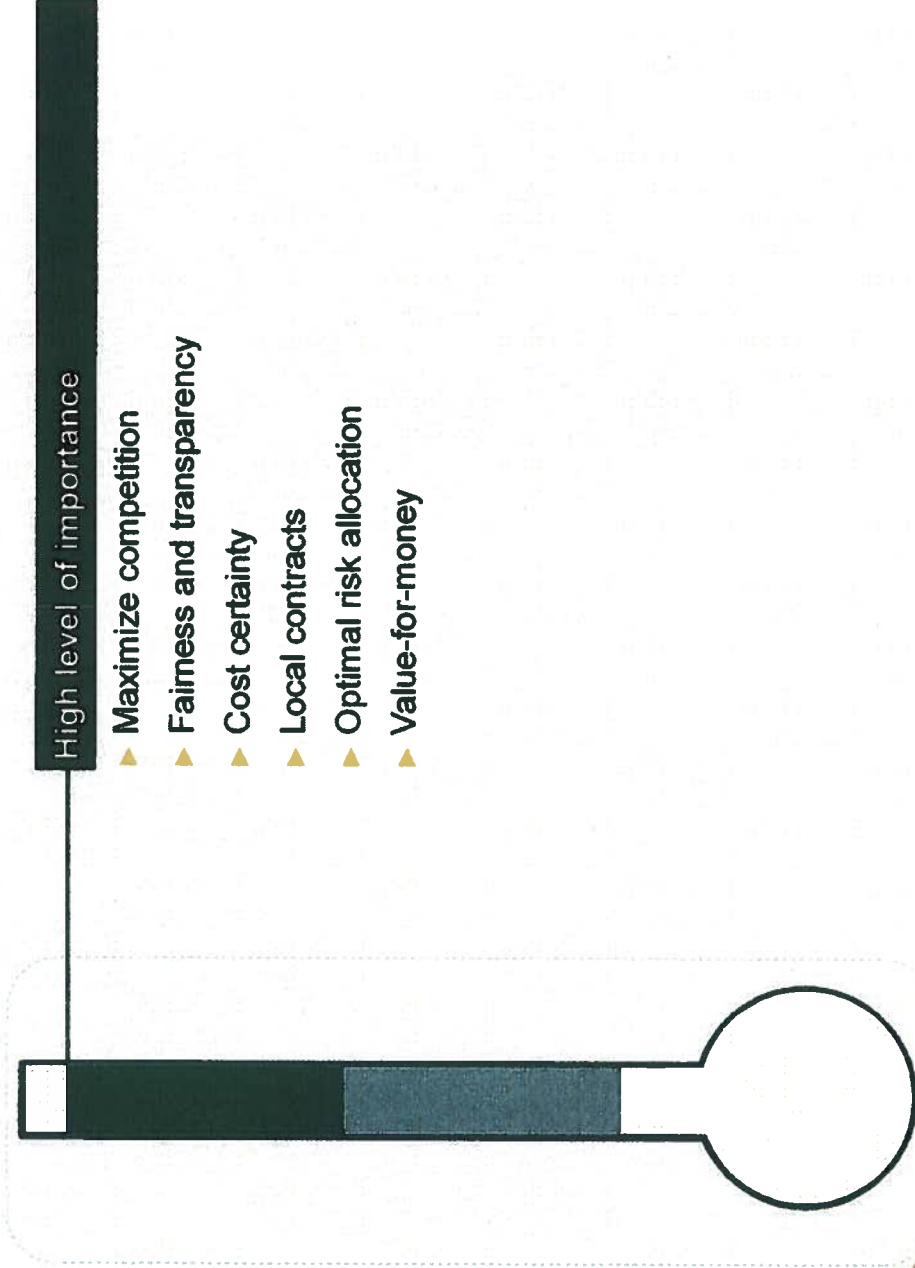 High level of importance
Maximize competition
Fairness and transparency
Cost certainty
Local contracts
Optimal risk allocation
Value-for-money